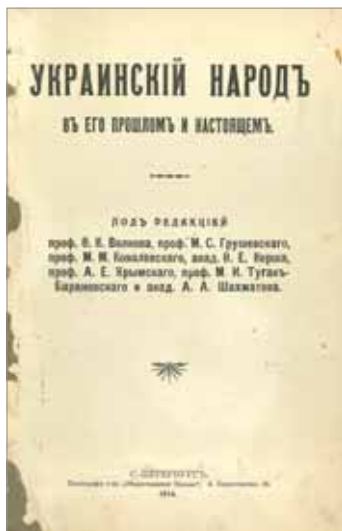 УКРАИНСКІЙ НАРОДЪ
ВЪ ЕГО ПРОШЛОМЪ И НАСТОЯЩЕМЪ.
ПОДЪ РЕДАКЦІЕЙ
проф. Ѳ. К. Волкова, проф. М. С. Грушевскаго,
проф. М. М. Ковалевскаго, акад. Ѳ. Е. Корша,
проф. А. Е. Крымскаго, проф. М. И. Туганъ-
Барановскаго и акад. А. А. Шахматова.
С.-ПЕТЕРБУРГЪ.
1914.